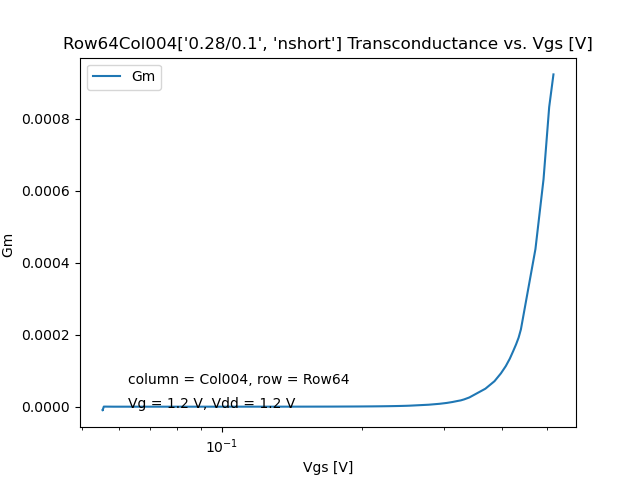 Row64Col004['0.28/0.1', 'nshort'] Transconductance vs. Vgs [V]
Gm
0.0008
0.0006
Gm
0.0004
0.0002
column = Col004, row = Row64
0.0000
Vg = 1.2 V, Vdd = 1.2 V
10⁻¹
Vgs [V]